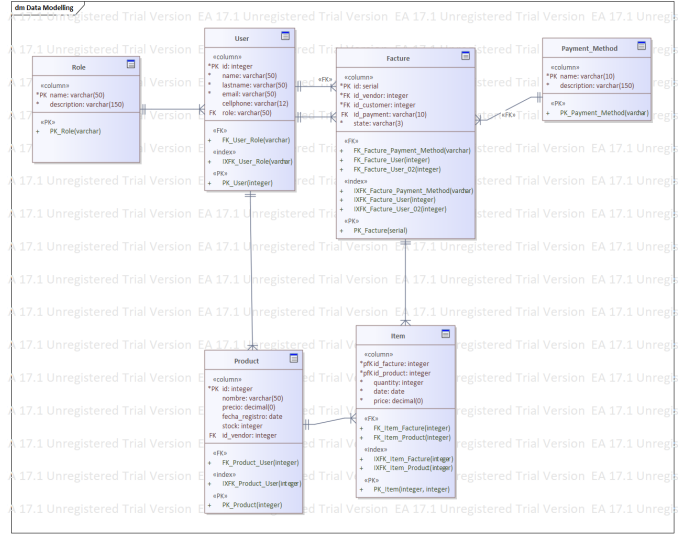 dm Data Modelling
Role
«column»
*PK name: varchar(50)
* description: varchar(150)
«PK»
+ PK_Role(varchar)
User
«column»
*PK id: integer
* name: varchar(50)
* lastname: varchar(50)
* email: varchar(50)
* cellphone: varchar(12)
FK role: varchar(50)
«FK»
+ FK_User_Role(varchar)
«index»
+ IXFK_User_Role(varchar)
«PK»
+ PK_User(integer)
«FK»
Facture
«column»
*PK id: serial
*FK id_vendor: integer
*FK id_customer: integer
FK id_payment: varchar(10)
* state: varchar(3)
«FK»
+ FK_Facture_Payment_Method(varchar)
+ FK_Facture_User(integer)
+ FK_Facture_User_02(integer)
«index»
+ IXFK_Facture_Payment_Method(varchar)
+ IXFK_Facture_User(integer)
+ IXFK_Facture_User_02(integer)
«PK»
+ PK_Facture(serial)
«FK»
Payment_Method
«column»
*PK name: varchar(10)
* description: varchar(150)
«PK»
+ PK_Payment_Method(varchar)
Product
«column»
*PK id: integer
nombre: varchar(50)
precio: decimal(0)
fecha_registro: date
stock: integer
FK id_vendor: integer
«FK»
+ FK_Product_User(integer)
«index»
+ IXFK_Product_User(integer)
«PK»
+ PK_Product(integer)
Item
«column»
*pfK id_facture: integer
*pfK id_product: integer
* quantity: integer
* date: date
* price: decimal(0)
«FK»
+ FK_Item_Facture(integer)
+ FK_Item_Product(integer)
«index»
+ IXFK_Item_Facture(integer)
+ IXFK_Item_Product(integer)
«PK»
+ PK_Item(integer, integer)
EA 17.1 Unregistered Trial Version